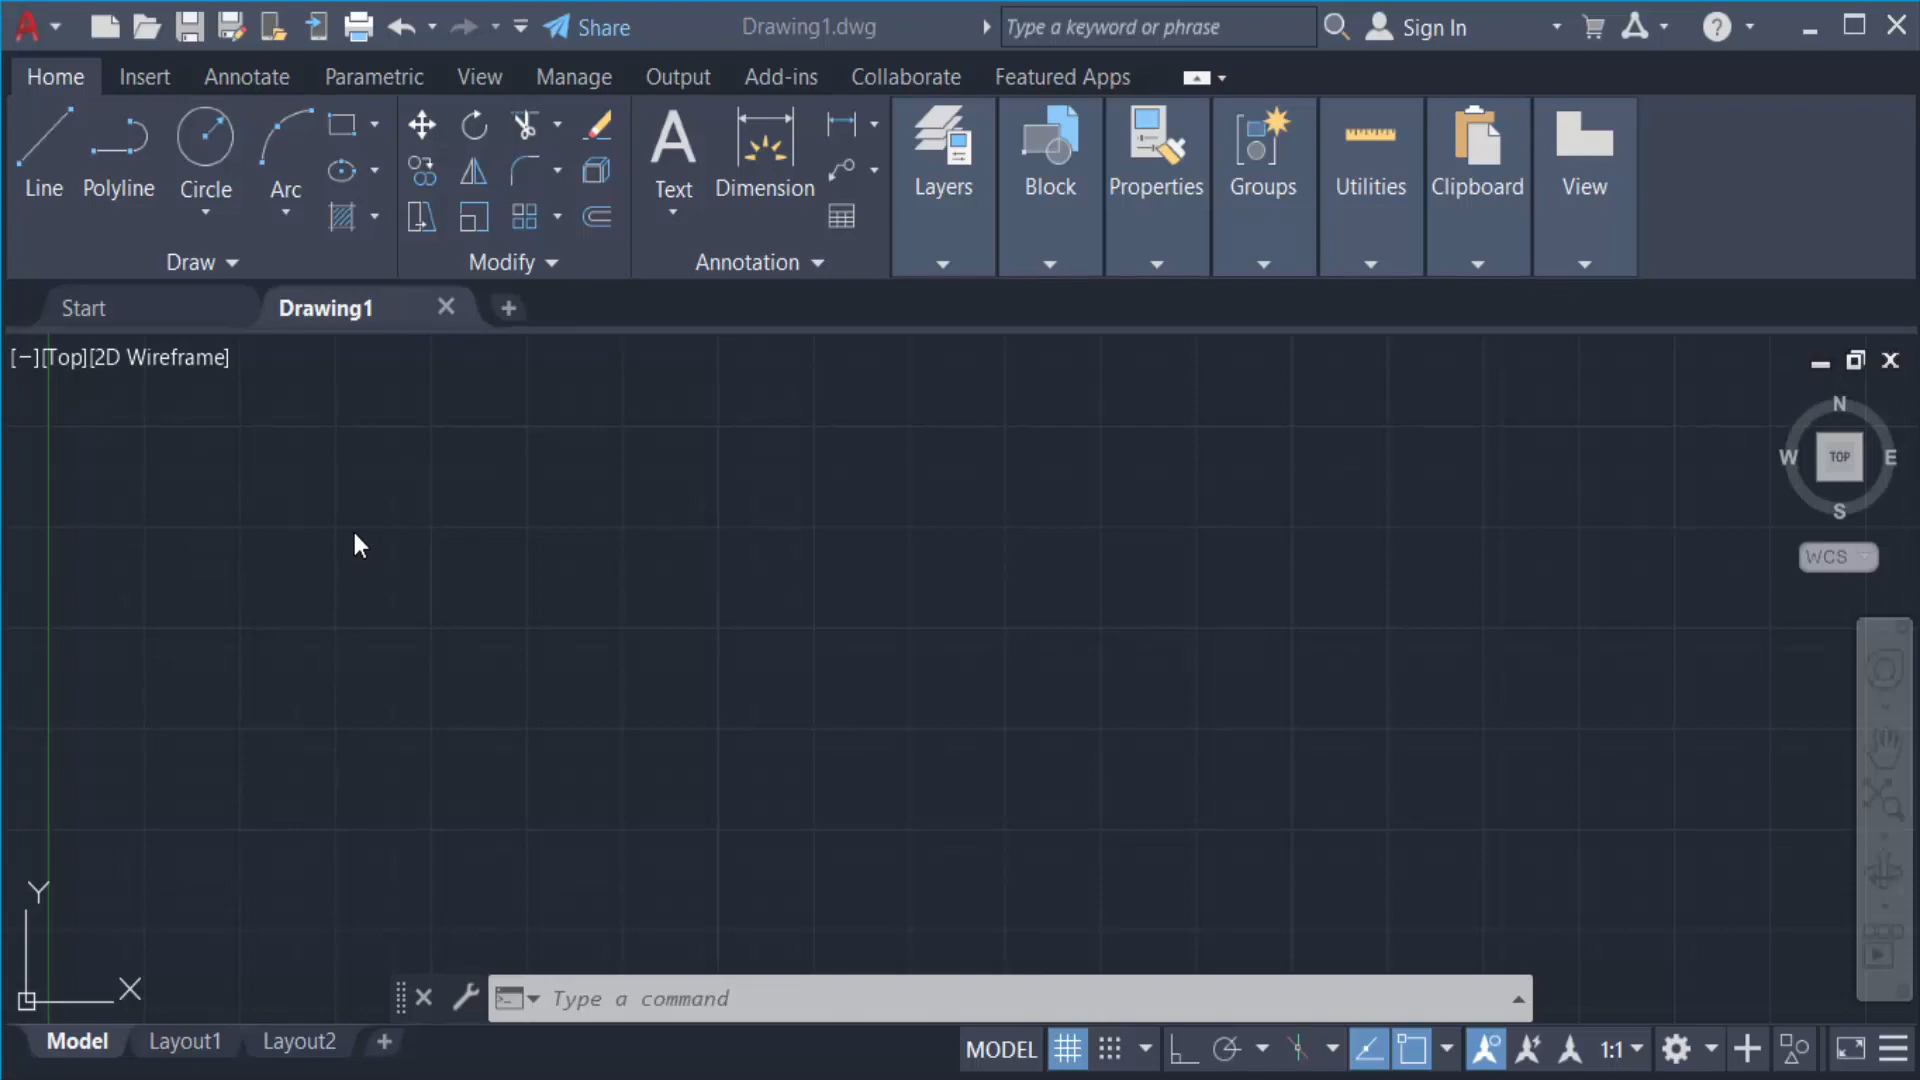 Share
Drawing1.dwg
Type a keyword or phrase
Sign In
Home
Insert
Annotate
Parametric
View
Manage
Output
Add-ins
Collaborate
Featured Apps
Line
Polyline
Circle
Arc
Text
Dimension
Layers
Block
Properties
Groups
Utilities
Clipboard
View
Draw
Modify
Annotation
Start
Drawing1
[−][Top][2D Wireframe]
N
W
TOP
E
S
WCS
Y
X
Type a command
Model
Layout1
Layout2
MODEL
1:1